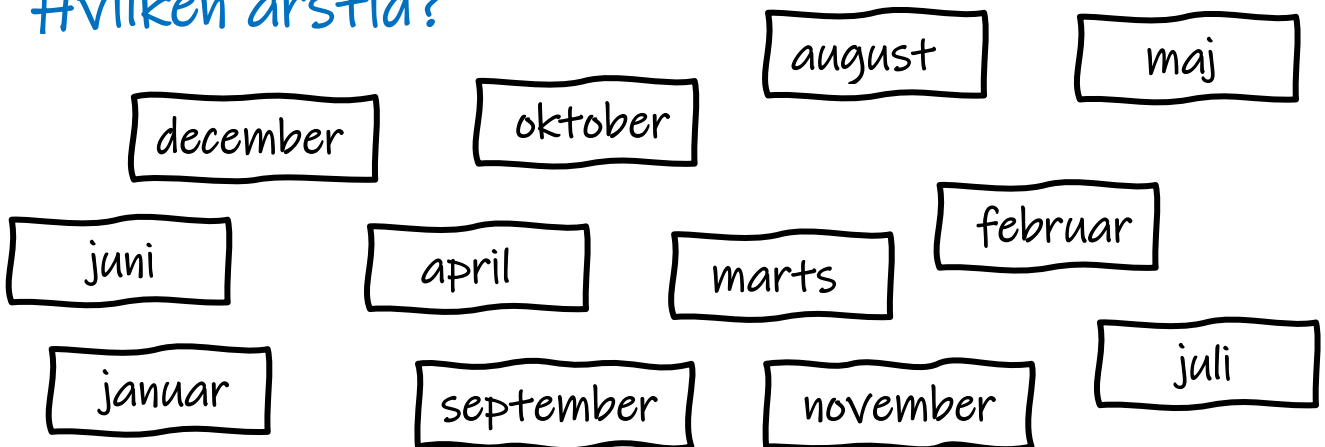 Hvilken årstid?
august
maj
december
oktober
februar
juni
april
marts
juli
januar
september
november